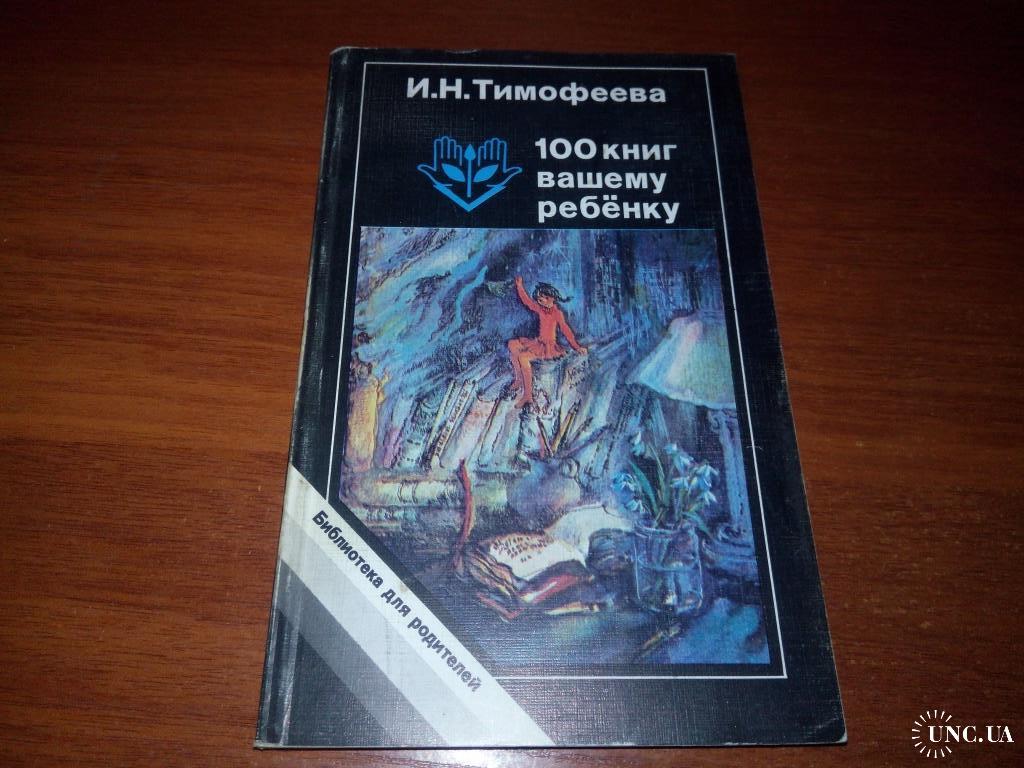 И.Н.Тимофеева
100 книг
вашему
ребёнку
Библиотека для родителей
UNC.UA